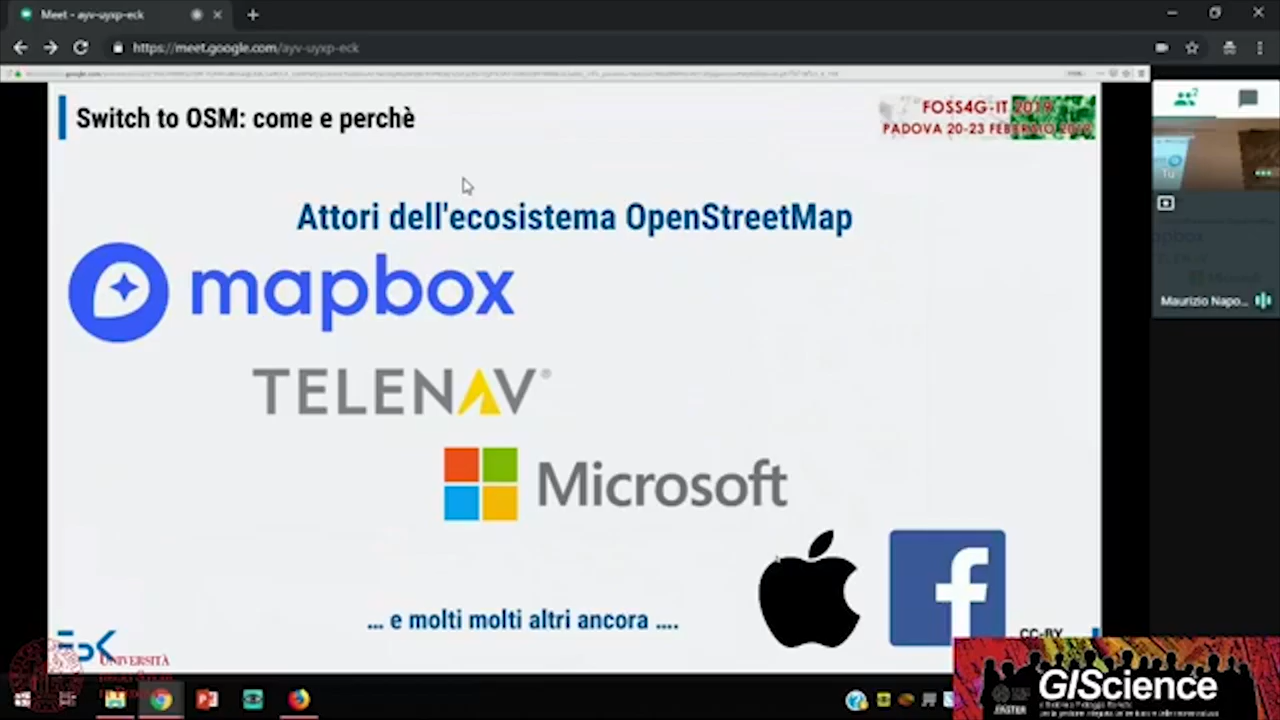 Meet - ayv-uyxp-eck
https://meet.google.com/ayv-uyxp-eck
Switch to OSM: come e perchè
FOSS4G-IT 2019
PADOVA 20-23 FEBBRAIO 2019
Attori dell'ecosistema OpenStreetMap
mapbox
TELENAV®
Microsoft
... e molti molti altri ancora ....
CC-BY
Tu
Maurizio Napo...
UNIVERSITÀ
GIScience
MASTER